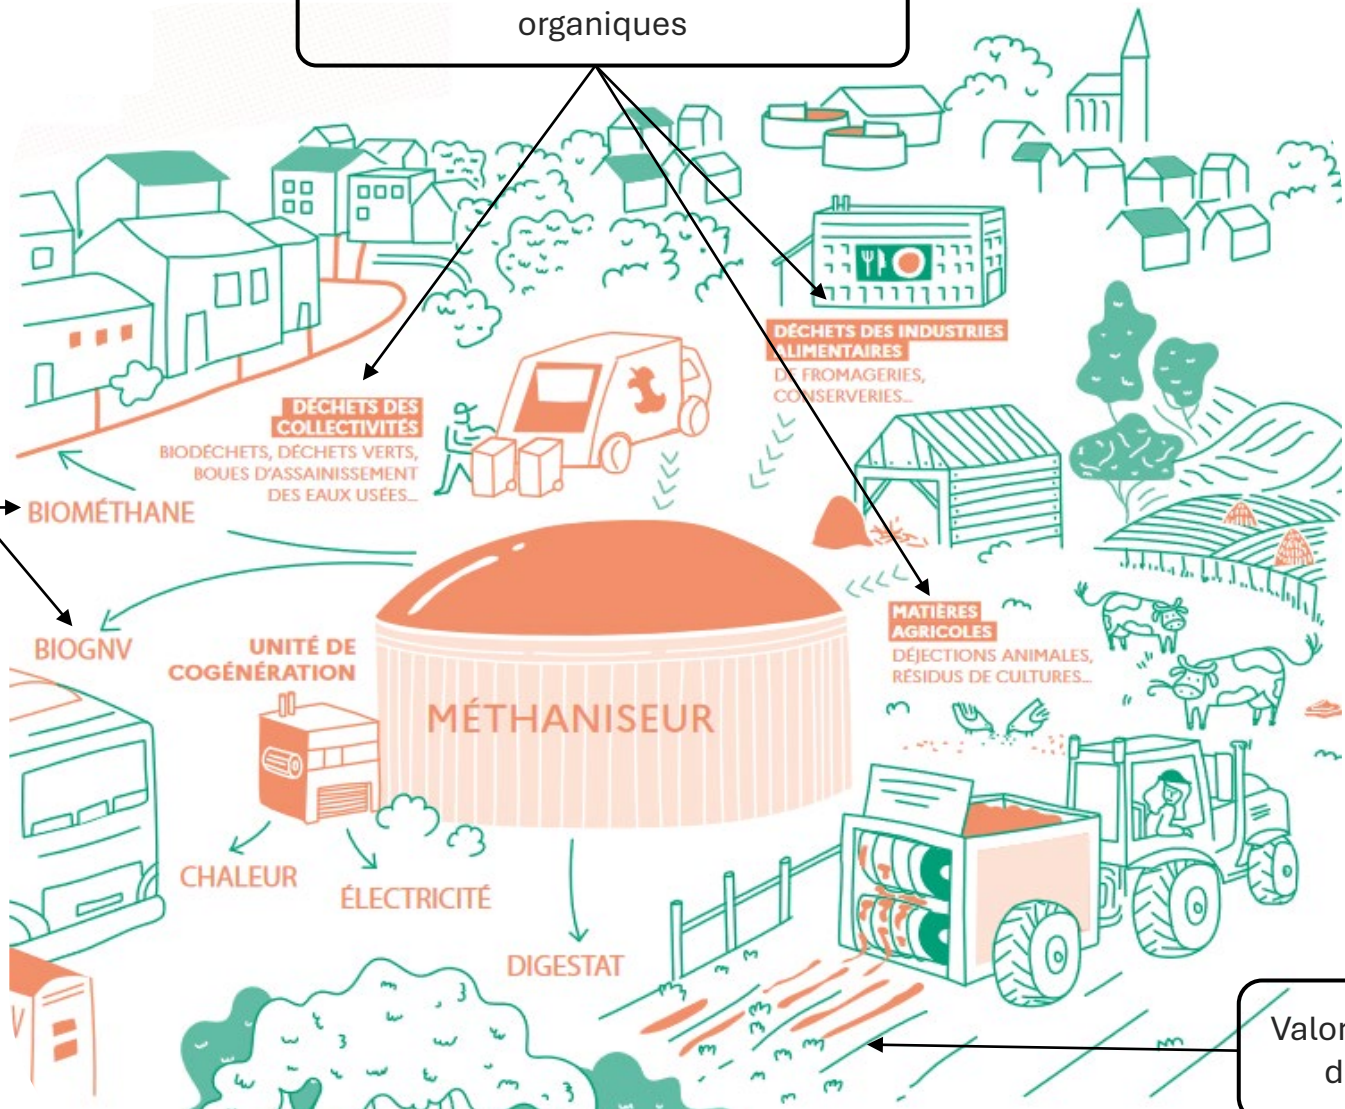 organiques
DÉCHETS DES INDUSTRIES
ALIMENTAIRES
DE FROMAGERIES,
CONSERVERIES...
DÉCHETS DES
COLLECTIVITÉS
BIODÉCHETS, DÉCHETS VERTS,
BOUES D'ASSAINISSEMENT
DES EAUX USÉES...
BIOMÉTHANE
MATIÈRES
AGRICOLES
DÉJECTIONS ANIMALES,
RÉSIDUS DE CULTURES...
BIOGNV
UNITÉ DE
COGÉNÉRATION
MÉTHANISEUR
CHALEUR
ÉLECTRICITÉ
DIGESTAT
V
Valor
d